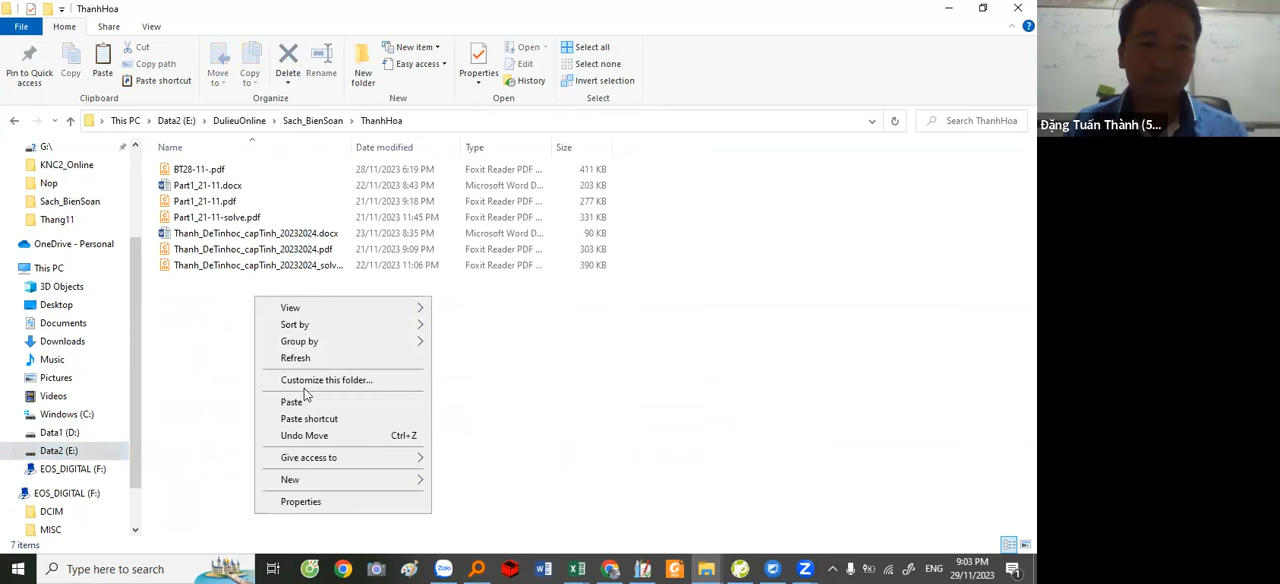 ThanhHoa
File
Home
Share
View
Pin to Quick access
Copy
Paste
Cut
Copy path
Paste shortcut
Clipboard
Move to
Copy to
Delete
Rename
Organize
New folder
New item
Easy access
New
Properties
Open
Edit
History
Open
Select all
Select none
Invert selection
Select
This PC
Data2 (E:)
DulieuOnline
Sach_BienSoan
ThanhHoa
Search ThanhHoa
Name
Date modified
Type
Size
BT28-11-.pdf 28/11/2023 6:19 PM Foxit Reader PDF ... 411 KB
Part1_21-11.docx 22/11/2023 8:43 PM Microsoft Word D... 203 KB
Part1_21-11.pdf 21/11/2023 9:18 PM Foxit Reader PDF ... 277 KB
Part1_21-11-solve.pdf 21/11/2023 11:45 PM Foxit Reader PDF ... 331 KB
Thanh_DeTinhoc_capTinh_20232024.docx 23/11/2023 8:35 PM Microsoft Word D... 90 KB
Thanh_DeTinhoc_capTinh_20232024.pdf 21/11/2023 9:09 PM Foxit Reader PDF ... 303 KB
Thanh_DeTinhoc_capTinh_20232024_solv... 22/11/2023 11:06 PM Foxit Reader PDF ... 390 KB
G:\
KNC2_Online
Nop
Sach_BienSoan
Thang11
OneDrive - Personal
This PC
3D Objects
Desktop
Documents
Downloads
Music
Pictures
Videos
Windows (C:)
Data1 (D:)
Data2 (E:)
EOS_DIGITAL (F:)
EOS_DIGITAL (F:)
DCIM
MISC
View
Sort by
Group by
Refresh
Customize this folder...
Paste
Paste shortcut
Undo Move Ctrl+Z
Give access to
New
Properties
7 items
Type here to search
ENG
9:03 PM
29/11/2023
Đặng Tuấn Thành (5...